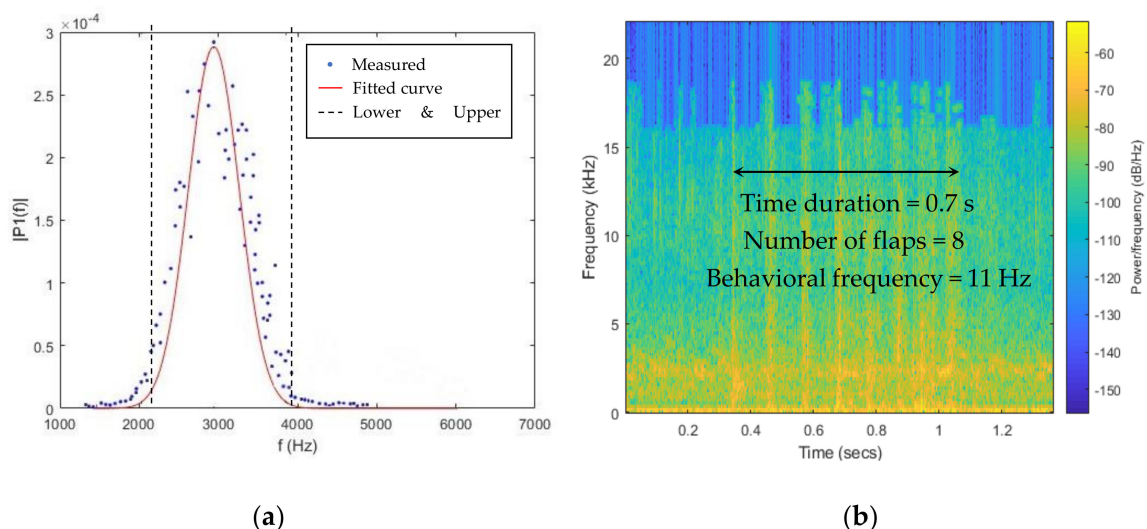 ×10⁻⁴
3
2.5
2
1.5
1
0.5
0
1000 2000 3000 4000 5000 6000 7000
f (Hz)
|P1(f)|
Measured
Fitted curve
Lower & Upper
(a)
20
15
10
5
0
0.2 0.4 0.6 0.8 1 1.2
Time (secs)
Frequency (kHz)
Time duration = 0.7 s
Number of flaps = 8
Behavioral frequency = 11 Hz
-60
-70
-80
-90
-100
-110
-120
-130
-140
-150
Power/frequency (dB/Hz)
(b)